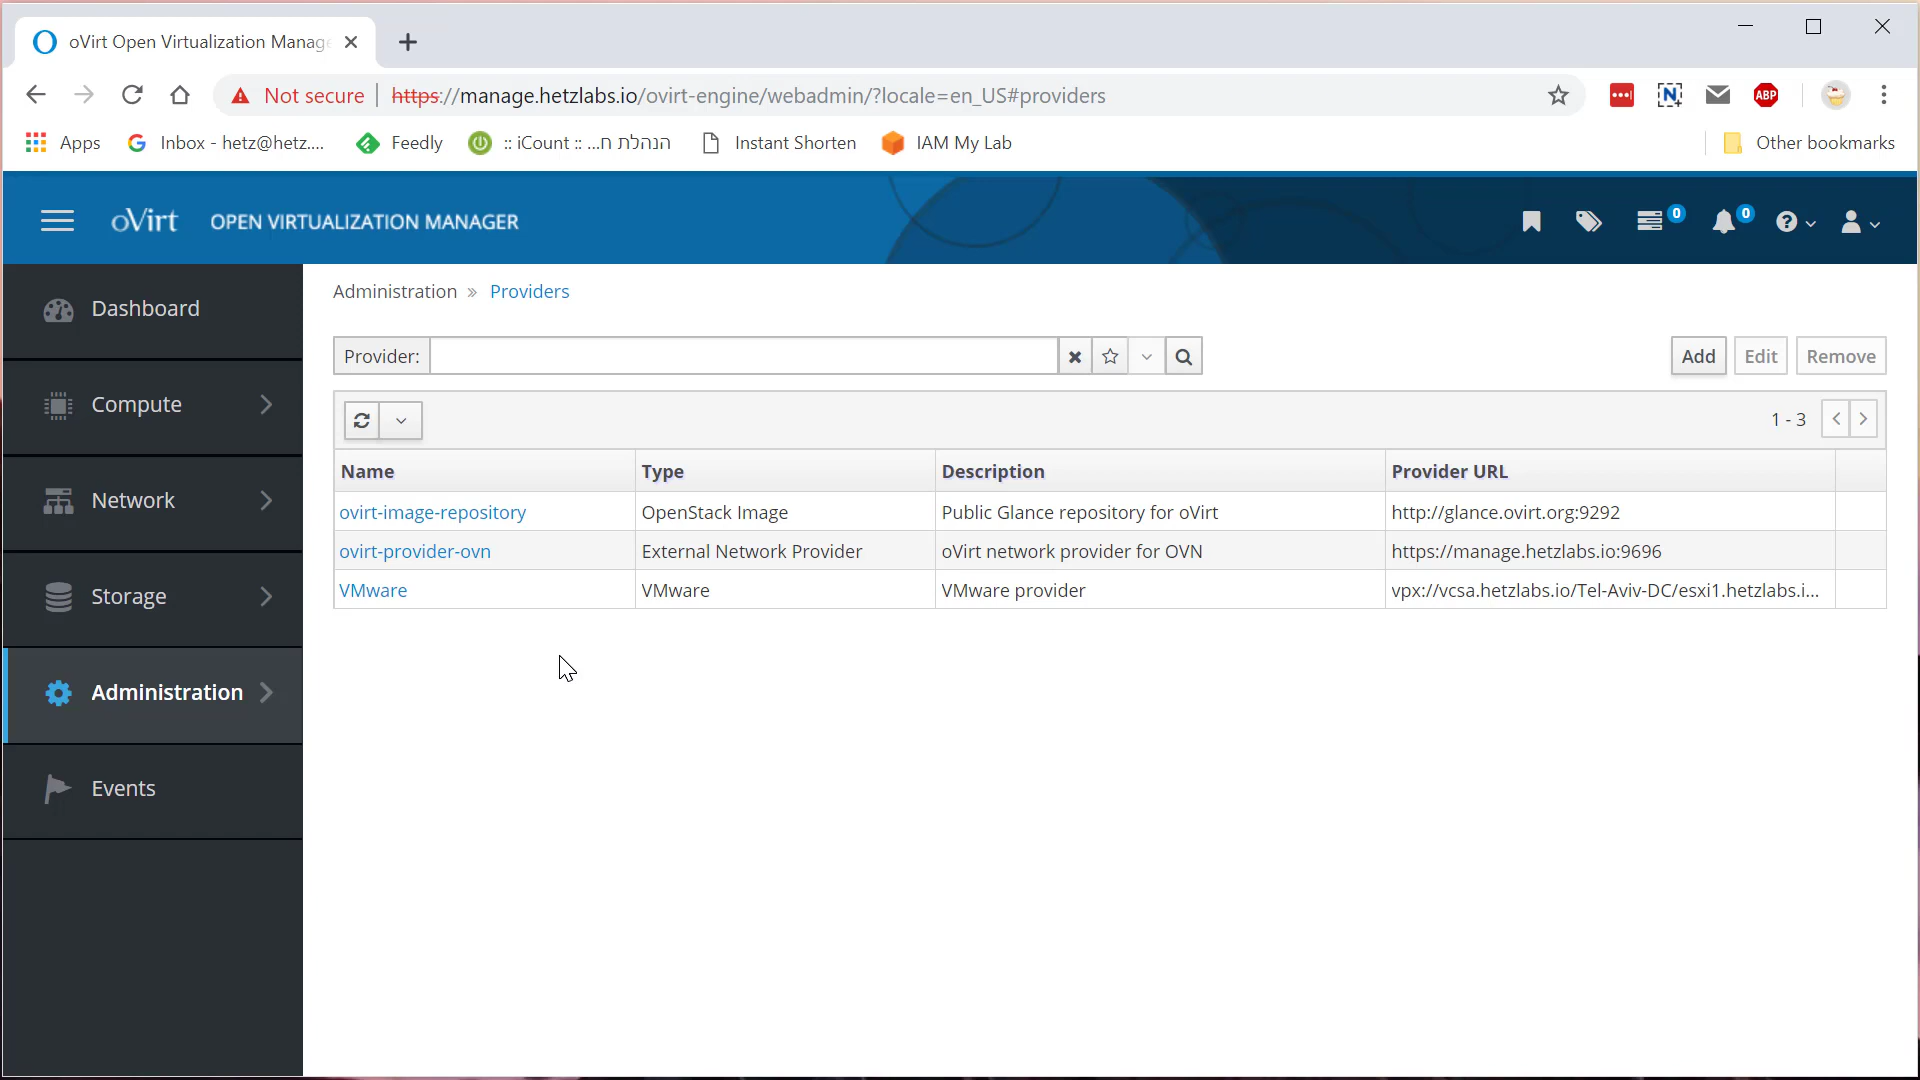 oVirt Open Virtualization Manage
Not secure https://manage.hetzlabs.io/ovirt-engine/webadmin/?locale=en_US#providers ABP
Apps Inbox - hetz@hetz.... Feedly :: iCount :: ...הנהלת ח Instant Shorten IAM My Lab Other bookmarks
oVirt OPEN VIRTUALIZATION MANAGER 0 0
Dashboard
Compute
Network
Storage
Administration
Events
Administration » Providers
Provider: Add Edit Remove
1 - 3
Name Type Description Provider URL
ovirt-image-repository OpenStack Image Public Glance repository for oVirt http://glance.ovirt.org:9292
ovirt-provider-ovn External Network Provider oVirt network provider for OVN https://manage.hetzlabs.io:9696
VMware VMware VMware provider vpx://vcsa.hetzlabs.io/Tel-Aviv-DC/esxi1.hetzlabs.i...